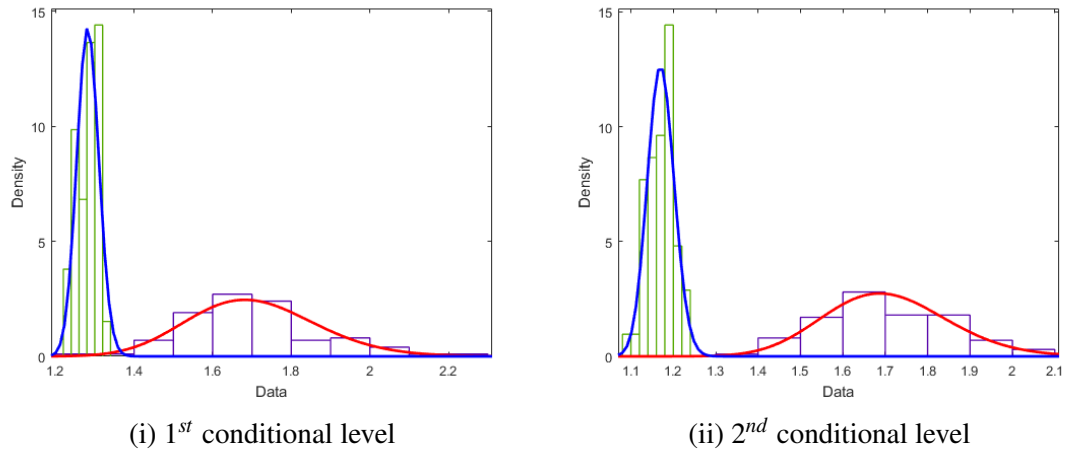 15
10
5
0
Density
1.2 1.4 1.6 1.8 2 2.2
Data
(i) 1st conditional level
15
10
5
0
Density
1.1 1.2 1.3 1.4 1.5 1.6 1.7 1.8 1.9 2 2.1
Data
(ii) 2nd conditional level